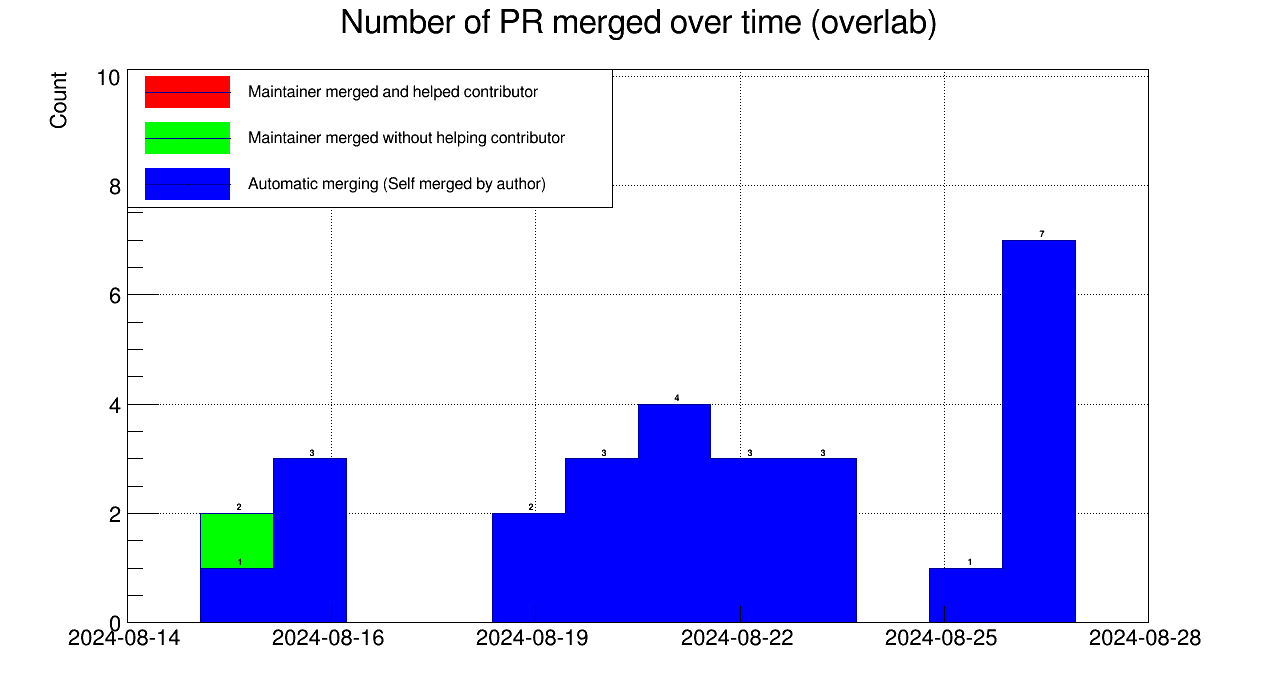 Number of PR merged over time (overlab)
Count
10
8
6
4
2
0
Maintainer merged and helped contributor
Maintainer merged without helping contributor
Automatic merging (Self merged by author)
2
1
3
2
3
4
3
3
1
7
2024-08-14 2024-08-16 2024-08-19 2024-08-22 2024-08-25 2024-08-28